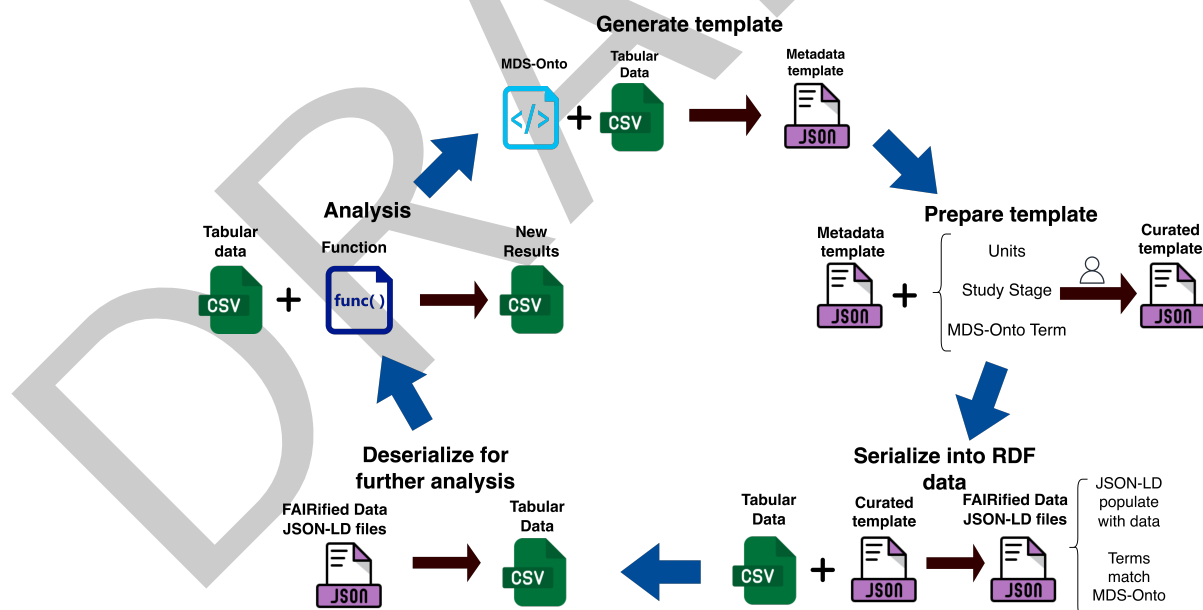 Generate template
MDS-Onto
Tabular
Data
Metadata
template
</>
CSV
JSON
Analysis
Tabular
data
Function
New
Results
CSV
func()
CSV
Prepare template
Metadata
template
Units
Study Stage
MDS-Onto Term
Curated
template
JSON
JSON
Serialize into RDF
data
Tabular
Data
Curated
template
FAIRified Data
JSON-LD files
JSON-LD
populate
with data
Terms
match
MDS-Onto
CSV
JSON
JSON
Deserialize for
further analysis
FAIRified Data
JSON-LD files
Tabular
Data
JSON
CSV